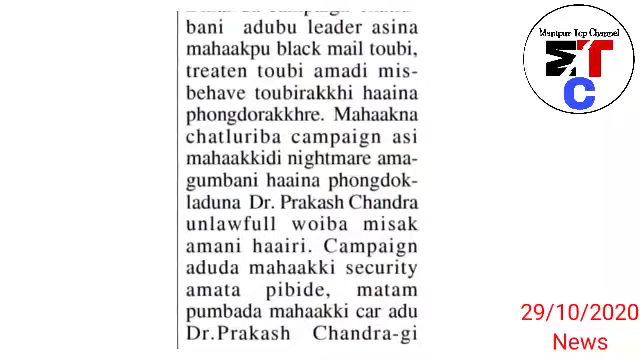 bani adubu leader asina
mahaakpu black mail toubi,
treaten toubi amadi mis-
behave toubirakkhi haaina
phongdorakkhre. Mahaakna
chatluriba campaign asi
mahaakkidi nightmare ama-
gumbani haaina phongdok-
laduna Dr. Prakash Chandra
unlawfull woiba misak
amani haairi. Campaign
aduda mahaakki security
amata pibide, matam
pumbada mahaakki car adu
Dr.Prakash Chandra-gi
Manipur Top Channel
MTC
29/10/2020
News